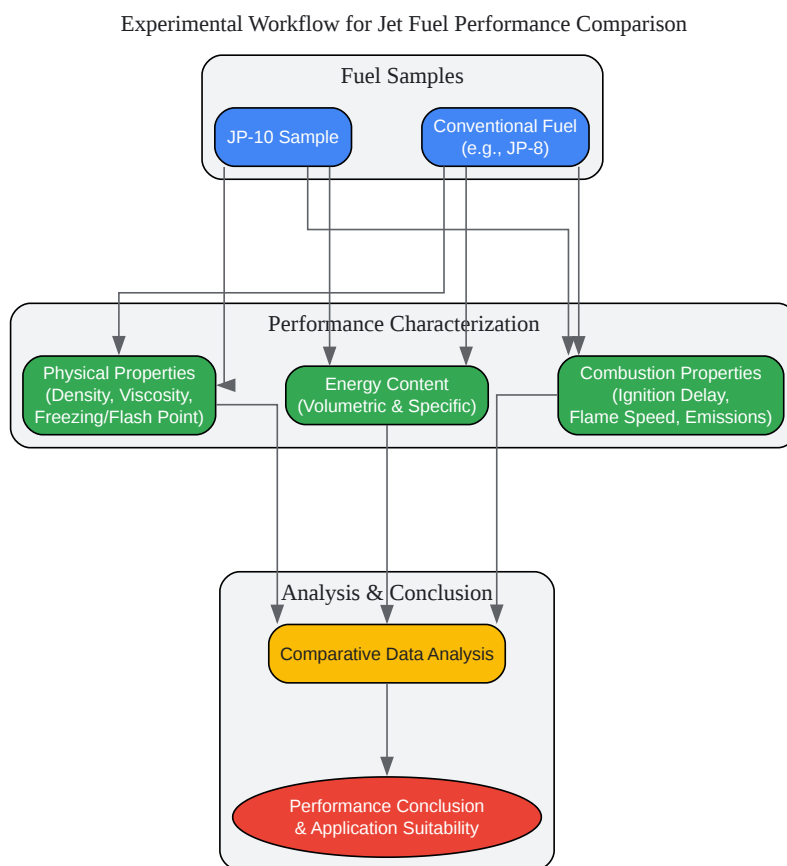 Experimental Workflow for Jet Fuel Performance Comparison
Fuel Samples
JP-10 Sample
Conventional Fuel
(e.g., JP-8)
Performance Characterization
Physical Properties
(Density, Viscosity,
Freezing/Flash Point)
Energy Content
(Volumetric & Specific)
Combustion Properties
(Ignition Delay,
Flame Speed, Emissions)
Analysis & Conclusion
Comparative Data Analysis
Performance Conclusion
& Application Suitability